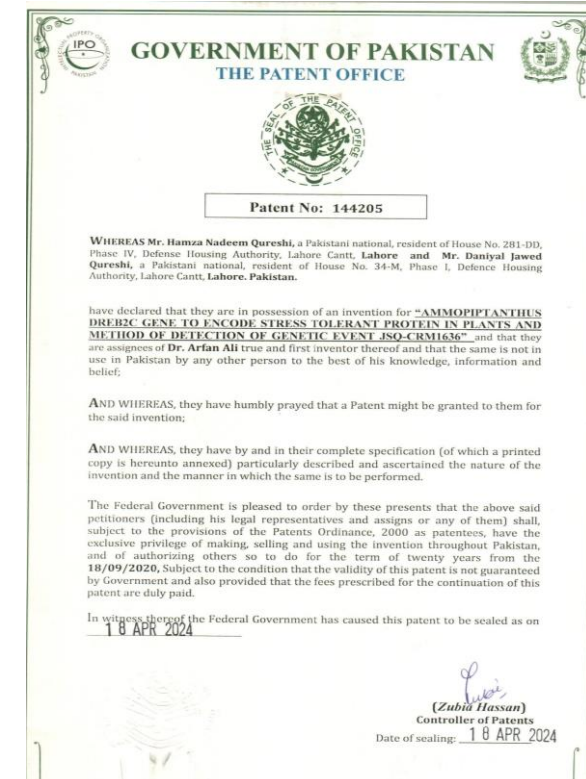 IPO
INTELLECTUAL PROPERTY ORGANIZATION
PAKISTAN
GOVERNMENT OF PAKISTAN
THE PATENT OFFICE
THE SEAL OF THE PATENT OFFICE
Patent No: 144205
WHEREAS Mr. Hamza Nadeem Qureshi, a Pakistani national, resident of House No. 281-DD,
Phase IV, Defense Housing Authority, Lahore Cantt, Lahore and Mr. Daniyal Jawed
Qureshi, a Pakistani national, resident of House No. 34-M, Phase I, Defence Housing
Authority, Lahore Cantt, Lahore. Pakistan.
have declared that they are in possession of an invention for "AMMOPIPTANTHUS
DREB2C GENE TO ENCODE STRESS TOLERANT PROTEIN IN PLANTS AND
METHOD OF DETECTION OF GENETIC EVENT JSQ-CRM1636" and that they
are assignees of Dr. Arfan Ali true and first inventor thereof and that the same is not in
use in Pakistan by any other person to the best of his knowledge, information and
belief;
AND WHEREAS, they have humbly prayed that a Patent might be granted to them for
the said invention;
AND WHEREAS, they have by and in their complete specification (of which a printed
copy is hereunto annexed) particularly described and ascertained the nature of the
invention and the manner in which the same is to be performed.
The Federal Government is pleased to order by these presents that the above said
petitioners (including his legal representatives and assigns or any of them) shall,
subject to the provisions of the Patents Ordinance, 2000 as patentees, have the
exclusive privilege of making, selling and using the invention throughout Pakistan,
and of authorizing others so to do for the term of twenty years from the
18/09/2020, Subject to the condition that the validity of this patent is not guaranteed
by Government and also provided that the fees prescribed for the continuation of this
patent are duly paid.
In witness thereof the Federal Government has caused this patent to be sealed as on
18 APR 2024
(Zubia Hassan)
Controller of Patents
Date of sealing: 18 APR 2024